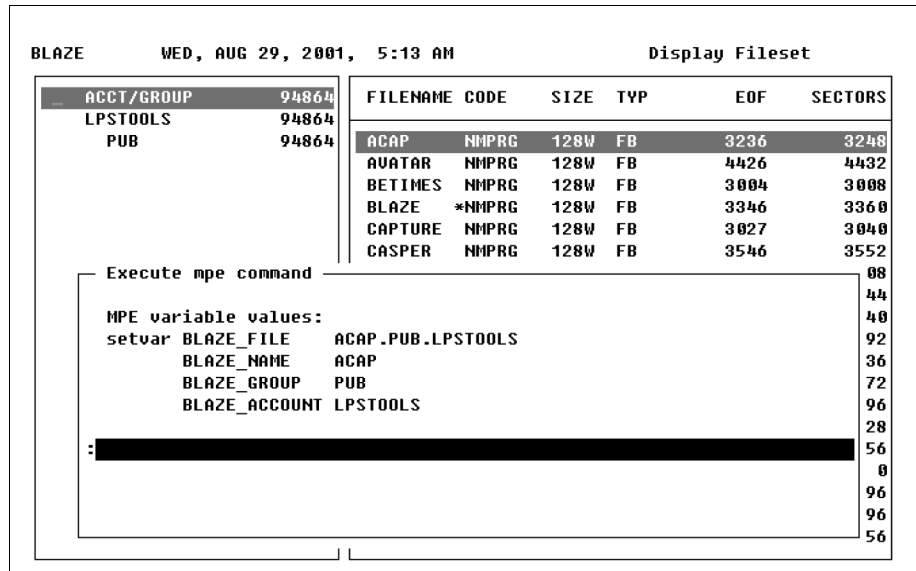 BLAZE WED, AUG 29, 2001, 5:13 AM Display Fileset
_ ACCT/GROUP 94864 FILENAME CODE SIZE TYP EOF SECTORS
LPSTOOLS 94864
PUB 94864 ACAP NMPRG 128W FB 3236 3248
AVATAR NMPRG 128W FB 4426 4432
BETIMES NMPRG 128W FB 3004 3008
BLAZE *NMPRG 128W FB 3346 3360
CAPTURE NMPRG 128W FB 3027 3040
CASPER NMPRG 128W FB 3546 3552
Execute mpe command 08
44
MPE variable values: 40
setvar BLAZE_FILE ACAP.PUB.LPSTOOLS 92
BLAZE_NAME ACAP 36
BLAZE_GROUP PUB 72
BLAZE_ACCOUNT LPSTOOLS 96
28
: 56
0
96
96
56